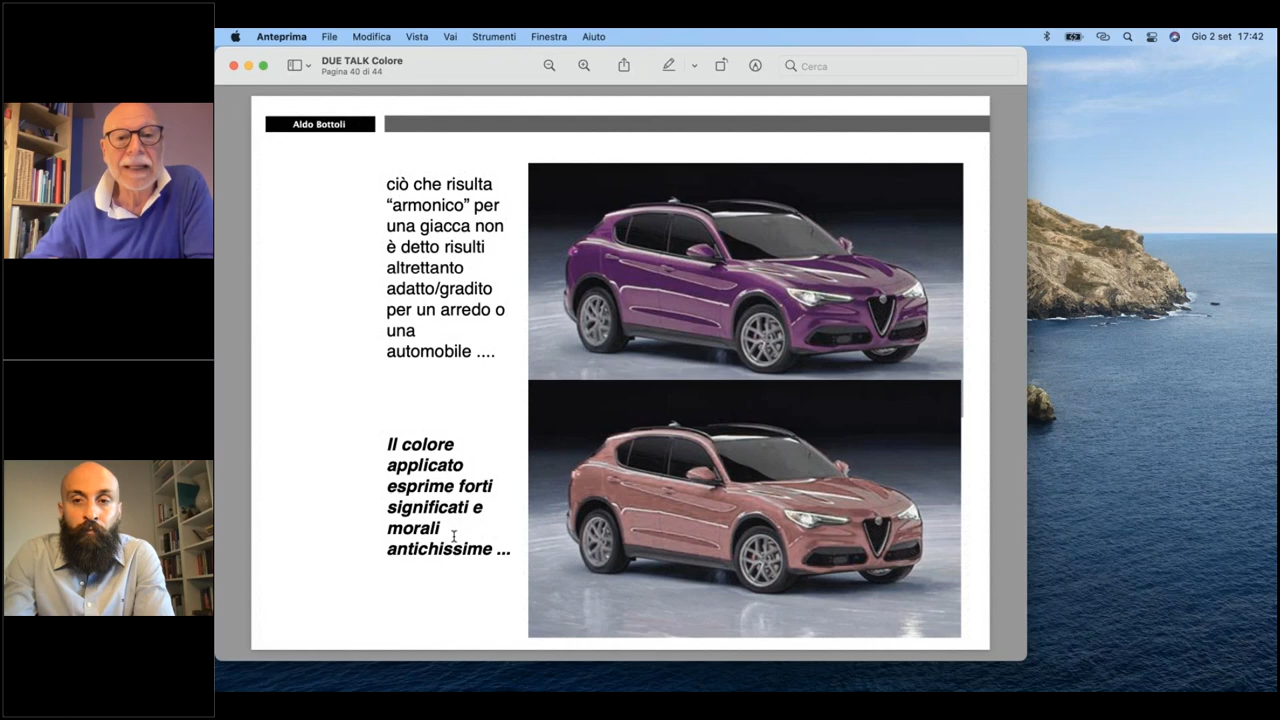 Anteprima File Modifica Vista Vai Strumenti Finestra Aiuto Gio 2 set 17:42
DUE TALK Colore
Pagina 40 di 44
Cerca
Aldo Bottoli
ciò che risulta
“armonico” per
una giacca non
è detto risulti
altrettanto
adatto/gradito
per un arredo o
una
automobile ....
Il colore
applicato
esprime forti
significati e
morali
antichissime ...